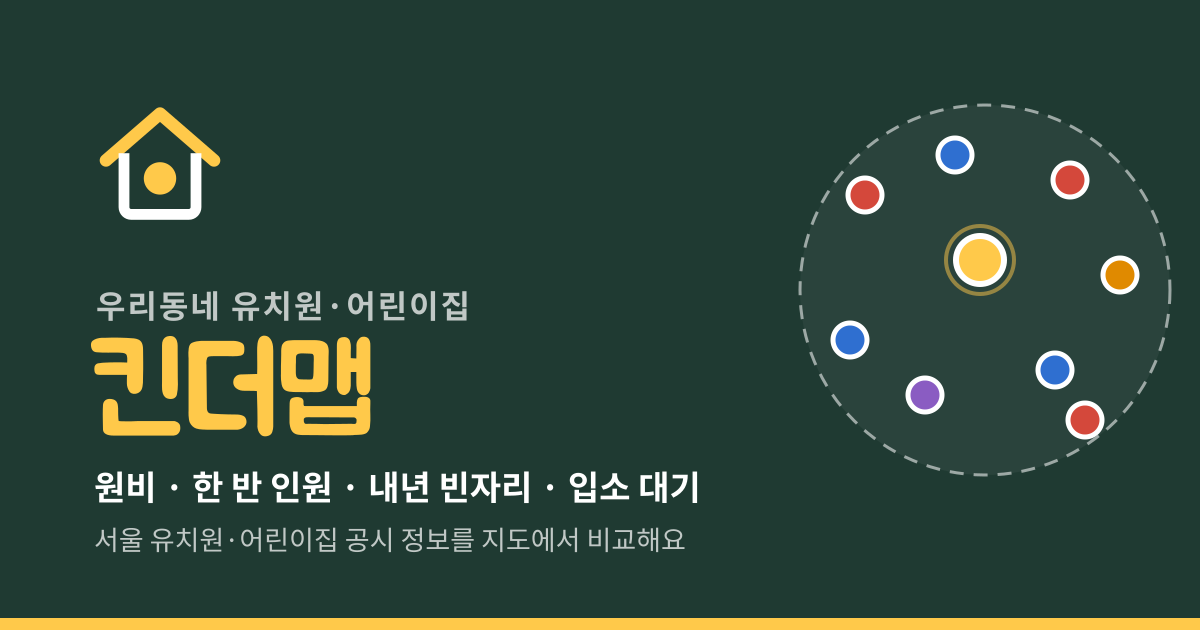 우리동네 유치원·어린이집
킨더맵
원비 · 한 반 인원 · 내년 빈자리 · 입소 대기
서울 유치원·어린이집 공시 정보를 지도에서 비교해요